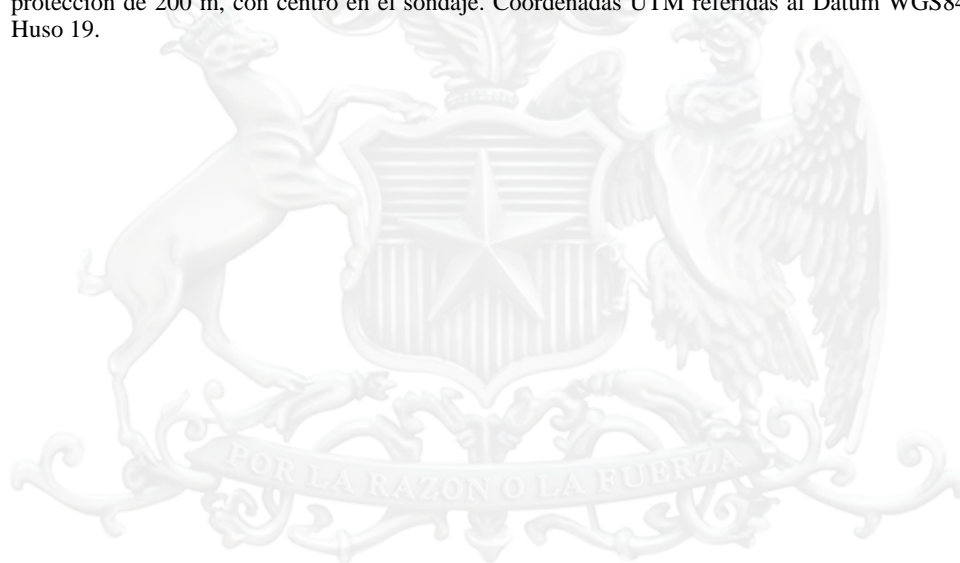 protección de 200 m, con centro en el sondaje. Coordenadas UTM referidas al Datum WGS84
Huso 19.
POR LA RAZON O LA FUERZA